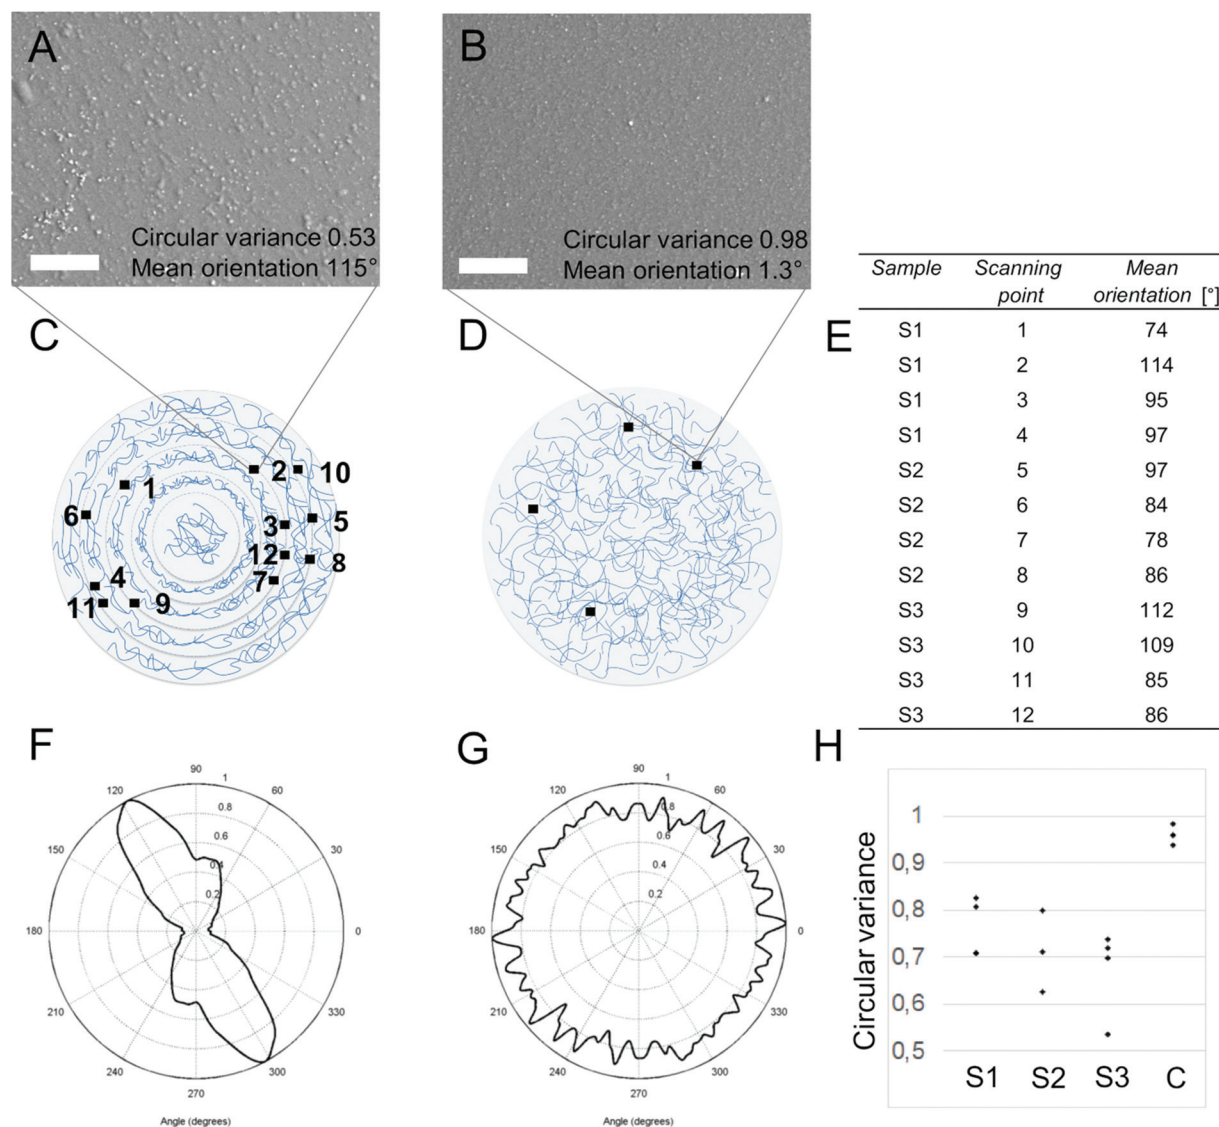 A
Circular variance 0.53
Mean orientation 115°
B
Circular variance 0.98
Mean orientation 1.3°
C
1
2
10
6
3
5
12
8
4
7
11
9
D
E
Sample Scanning point Mean orientation [°]
S1 1 74
S1 2 114
S1 3 95
S1 4 97
S2 5 97
S2 6 84
S2 7 78
S2 8 86
S3 9 112
S3 10 109
S3 11 85
S3 12 86
F
90
1
120
60
0.8
0.6
150
30
0.4
0.2
180
0
210
330
240
300
270
Angle (degrees)
G
90
1
120
60
0.8
0.6
150
30
0.4
0.2
180
0
210
330
240
300
270
Angle (degrees)
H
Circular variance
1
0,9
0,8
0,7
0,6
0,5
S1 S2 S3 C